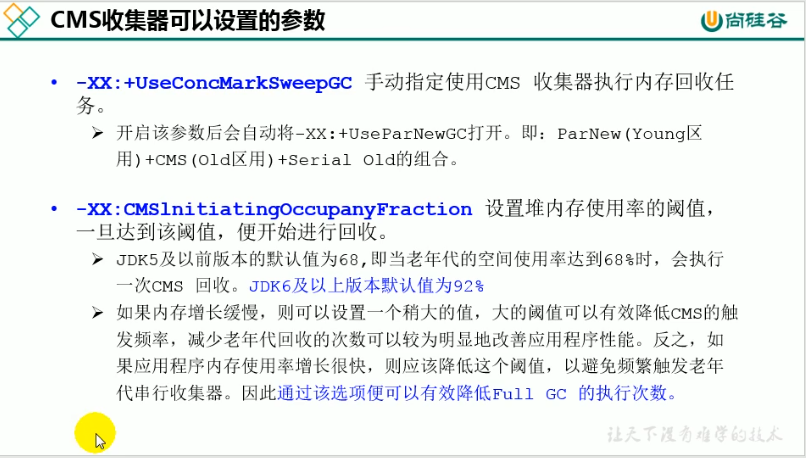 CMS收集器可以设置的参数
尚硅谷
• -XX:+UseConcMarkSweepGC 手动指定使用CMS 收集器执行内存回收任
务。
➢ 开启该参数后会自动将-XX:+UseParNewGC打开。即：ParNew(Young区
用)+CMS(Old区用)+Serial Old的组合。
• -XX:CMSlnitiatingOccupanyFraction 设置堆内存使用率的阈值，
一旦达到该阈值，便开始进行回收。
➢ JDK5及以前版本的默认值为68,即当老年代的空间使用率达到68%时，会执行
一次CMS 回收。JDK6及以上版本默认值为92%
➢ 如果内存增长缓慢，则可以设置一个稍大的值，大的阈值可以有效降低CMS的触
发频率，减少老年代回收的次数可以较为明显地改善应用程序性能。反之，如
果应用程序内存使用率增长很快，则应该降低这个阈值，以避免频繁触发老年
代串行收集器。因此通过该选项便可以有效降低Full GC 的执行次数。
让天下没有难学的技术